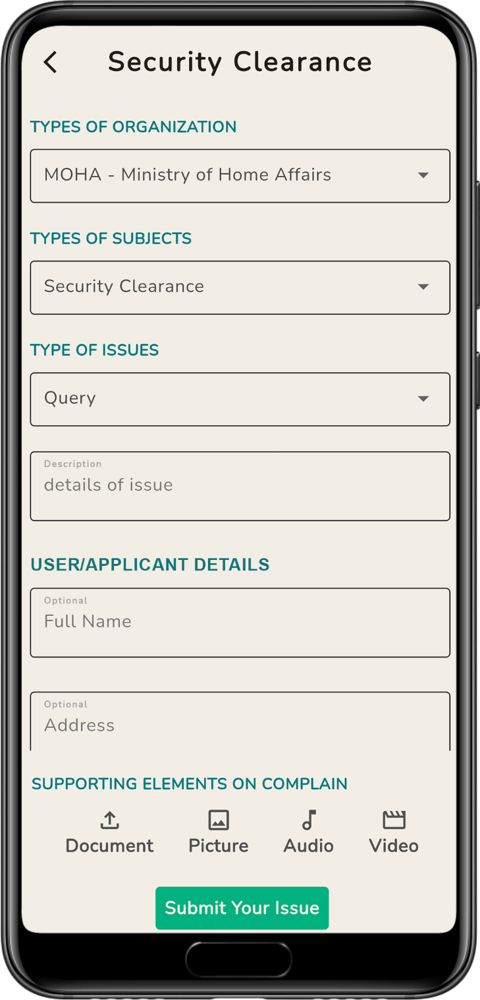 Security Clearance
TYPES OF ORGANIZATION
MOHA - Ministry of Home Affairs
TYPES OF SUBJECTS
Security Clearance
TYPE OF ISSUES
Query
Description
details of issue
USER/APPLICANT DETAILS
Optional
Full Name
Optional
Address
SUPPORTING ELEMENTS ON COMPLAIN
Document Picture Audio Video
Submit Your Issue